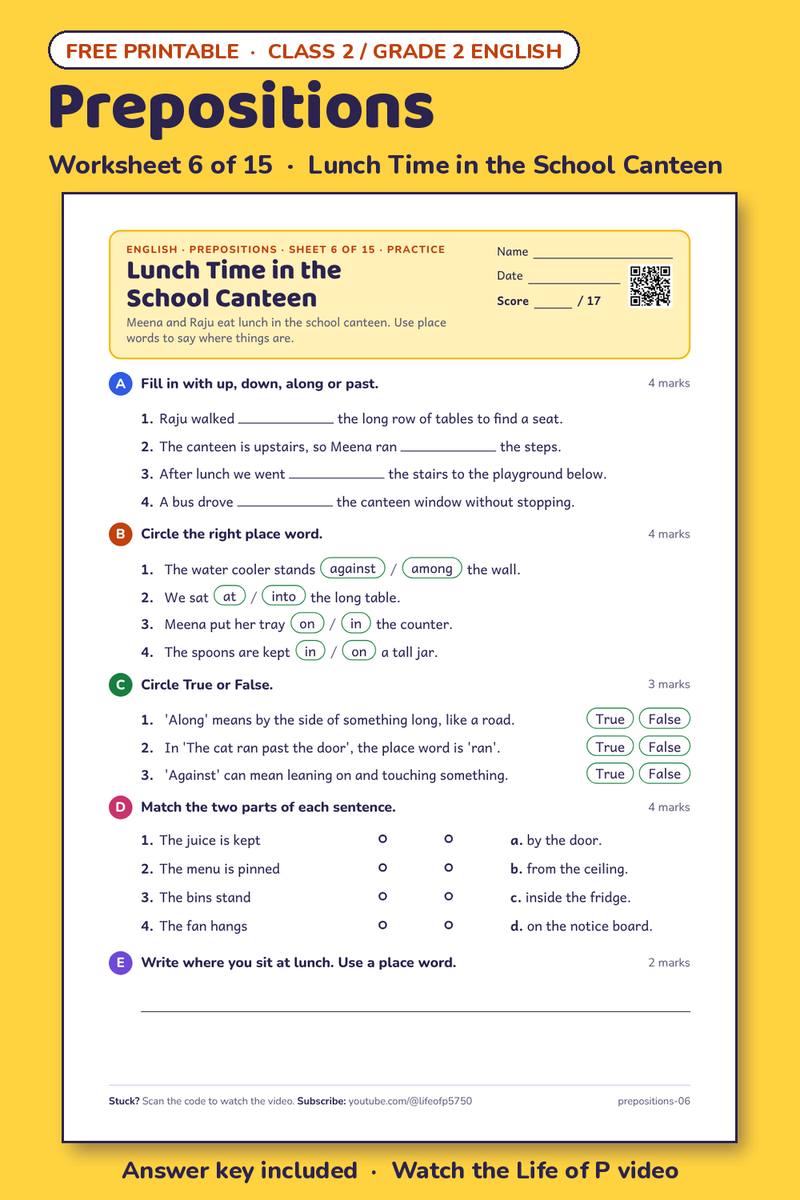 FREE PRINTABLE · CLASS 2 / GRADE 2 ENGLISH
Prepositions
Worksheet 6 of 15 · Lunch Time in the School Canteen
ENGLISH · PREPOSITIONS · SHEET 6 OF 15 · PRACTICE
Lunch Time in the
School Canteen
Meena and Raju eat lunch in the school canteen. Use place
words to say where things are.
Name ____
Date ____
Score ____ / 17
A Fill in with up, down, along or past. 4 marks
1. Raju walked ____ the long row of tables to find a seat.
2. The canteen is upstairs, so Meena ran ____ the steps.
3. After lunch we went ____ the stairs to the playground below.
4. A bus drove ____ the canteen window without stopping.
B Circle the right place word. 4 marks
1. The water cooler stands against / among the wall.
2. We sat at / into the long table.
3. Meena put her tray on / in the counter.
4. The spoons are kept in / on a tall jar.
C Circle True or False. 3 marks
1. 'Along' means by the side of something long, like a road. True False
2. In 'The cat ran past the door', the place word is 'ran'. True False
3. 'Against' can mean leaning on and touching something. True False
D Match the two parts of each sentence. 4 marks
1. The juice is kept a. by the door.
2. The menu is pinned b. from the ceiling.
3. The bins stand c. inside the fridge.
4. The fan hangs d. on the notice board.
E Write where you sit at lunch. Use a place word. 2 marks
Stuck? Scan the code to watch the video. Subscribe: youtube.com/@lifeofp5750 prepositions-06
Answer key included · Watch the Life of P video